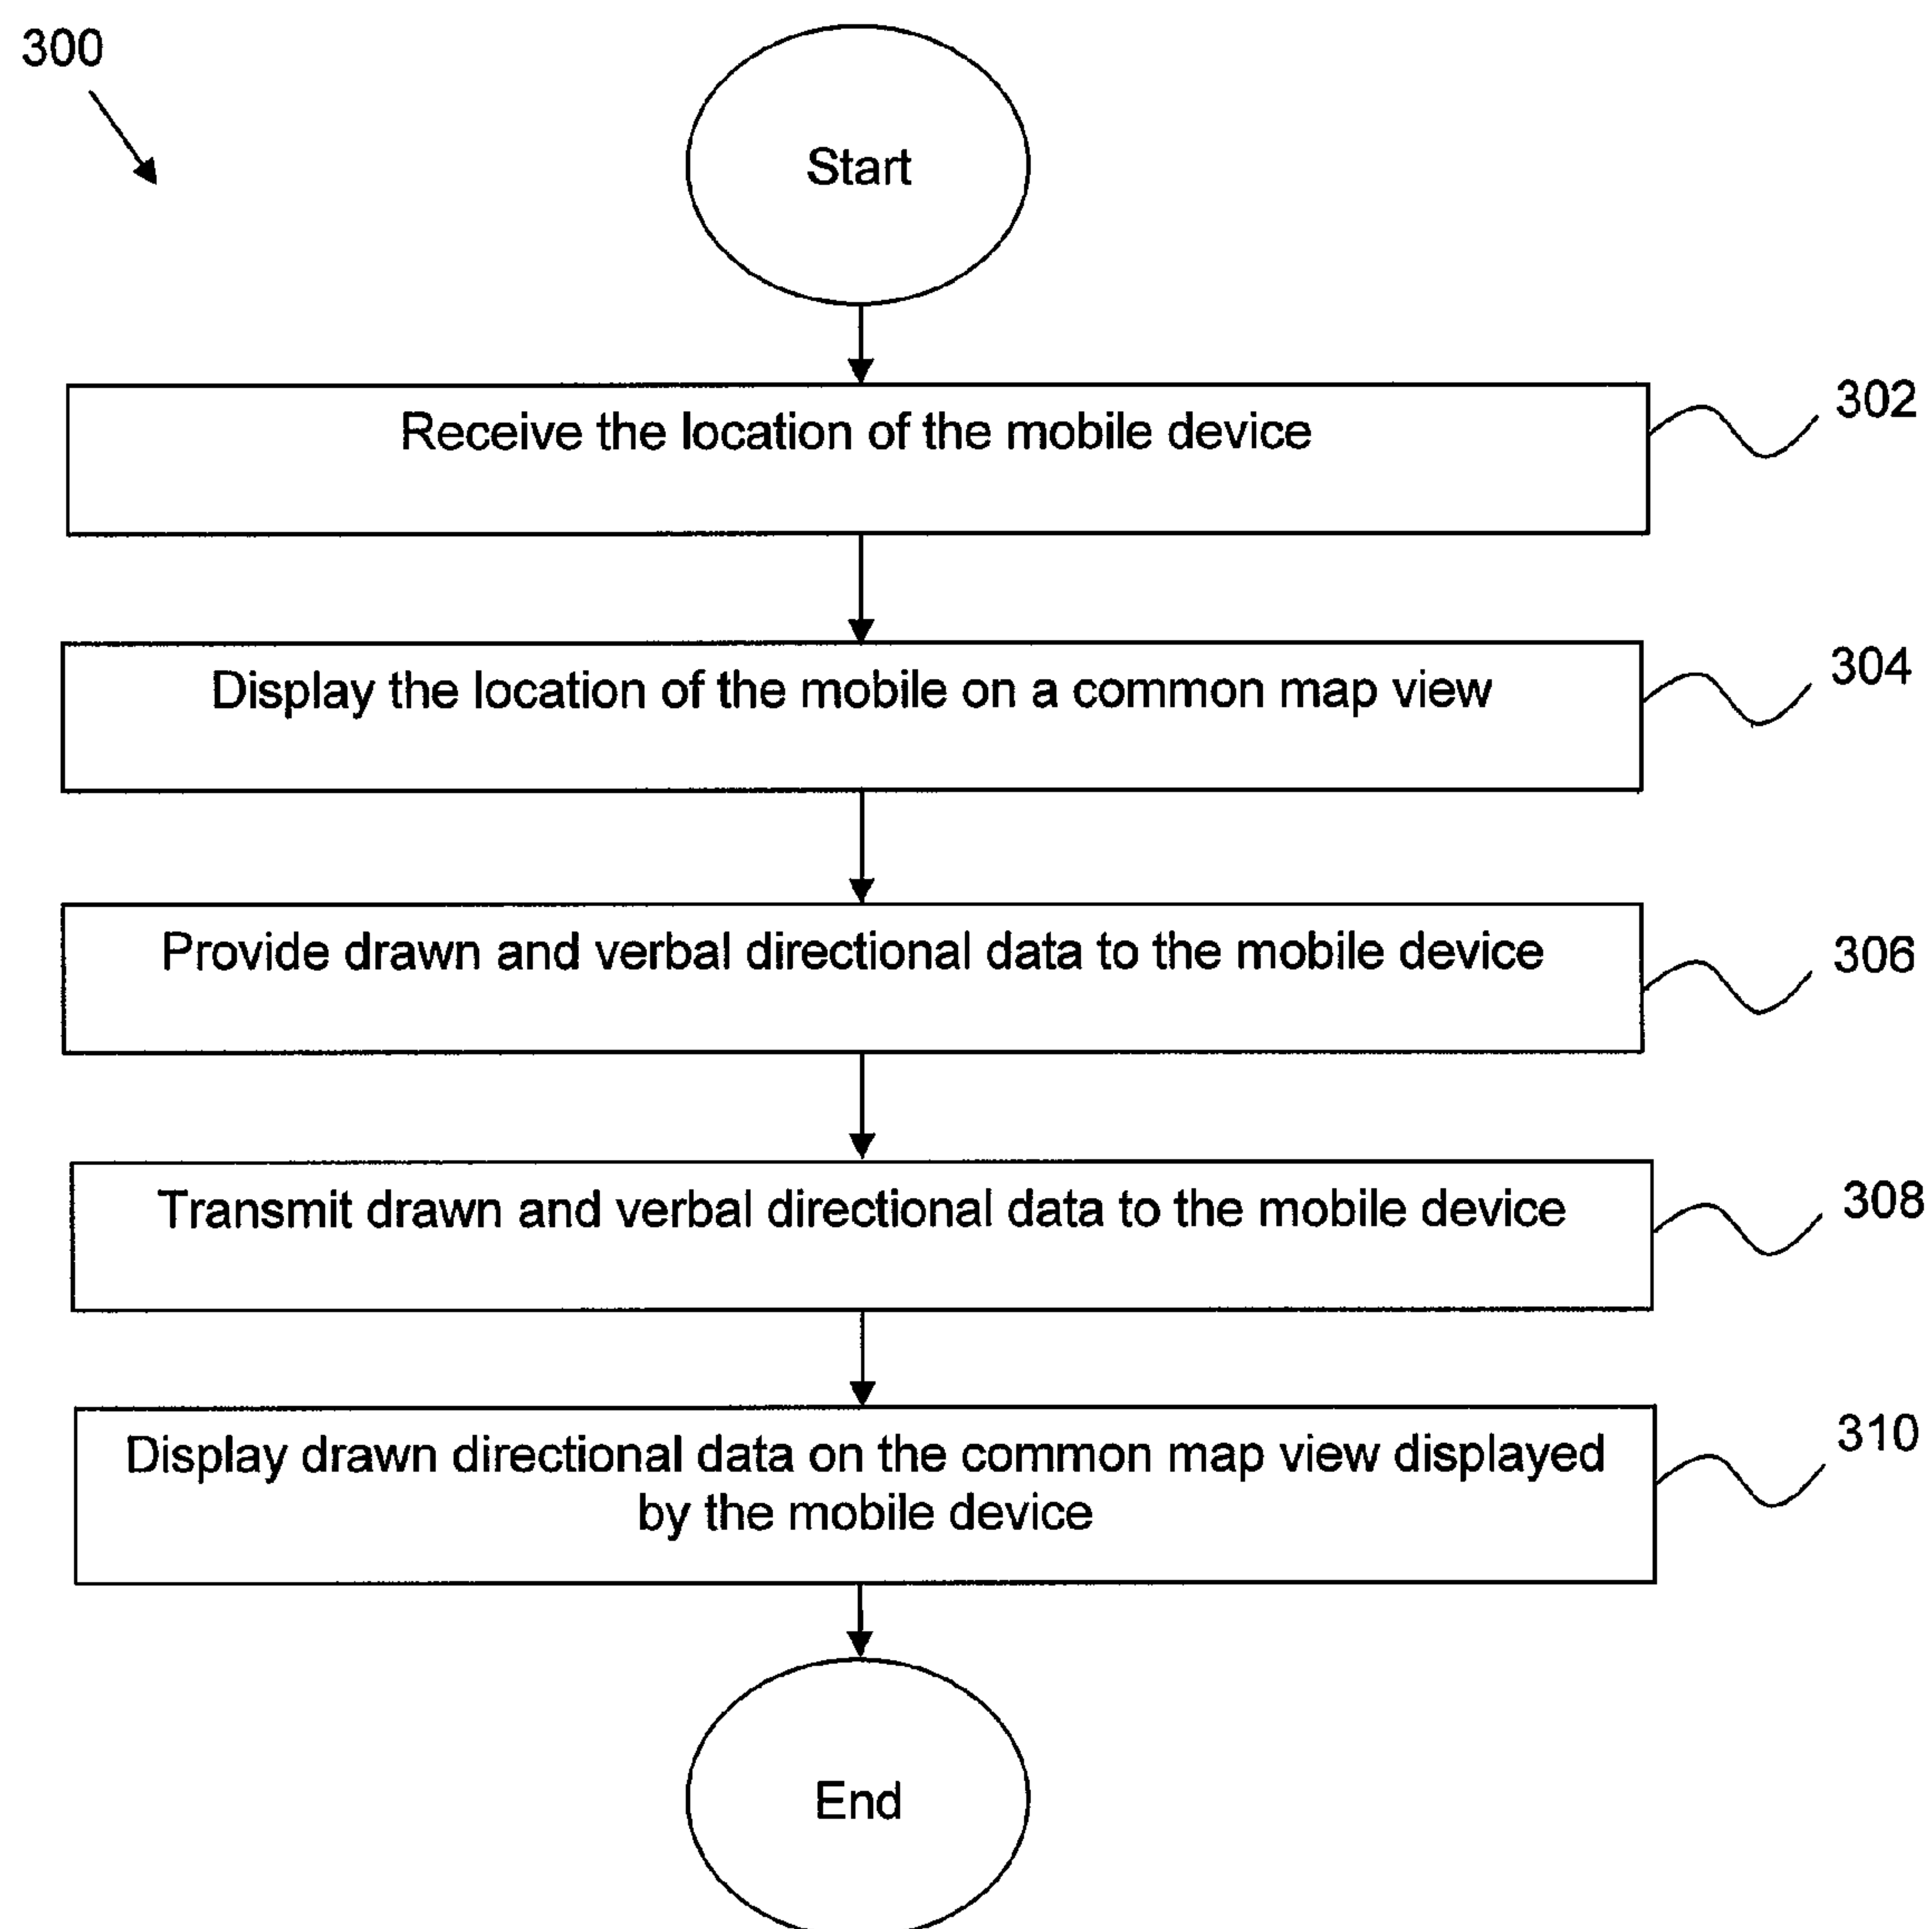 300
Start
Receive the location of the mobile device
302
Display the location of the mobile on a common map view
304
Provide drawn and verbal directional data to the mobile device
306
Transmit drawn and verbal directional data to the mobile device
308
Display drawn directional data on the common map view displayed
by the mobile device
310
End